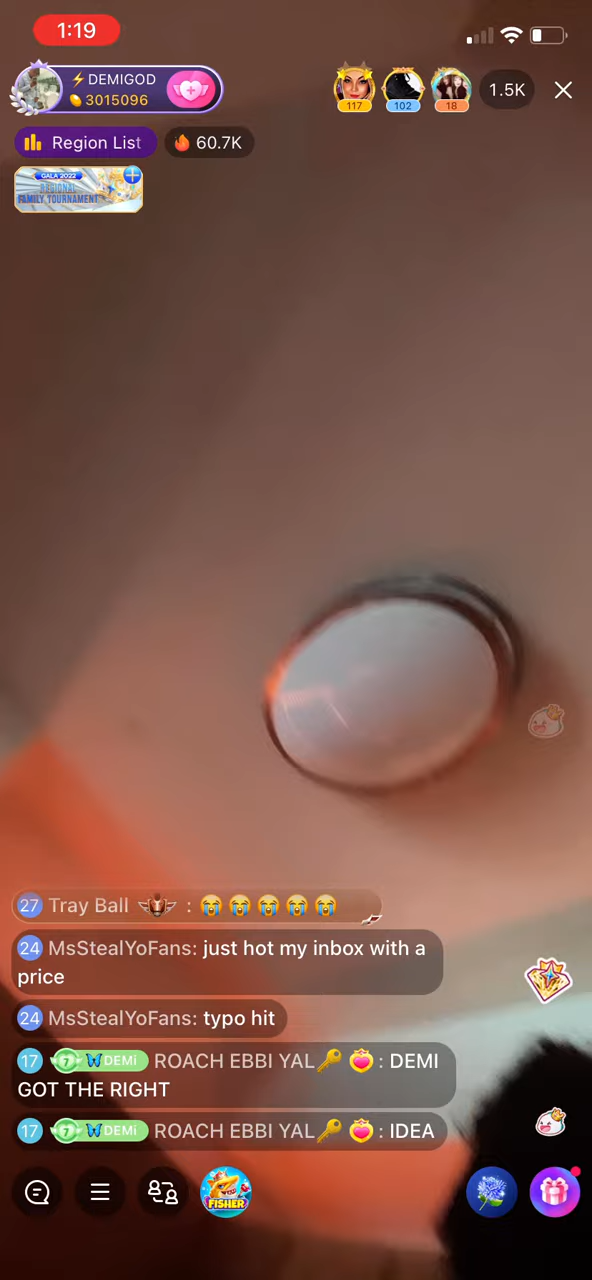 1:19
⚡DEMIGOD
3015096
117
102
18
1.5K
Region List
60.7K
GALA 2022
REGIONAL
FAMILY TOURNAMENT
27 Tray Ball : 😭😭😭😭😭
24 MsStealYoFans: just hot my inbox with a
price
24 MsStealYoFans: typo hit
17 7 🦋DEMi ROACH EBBI YAL🔑 : DEMI
GOT THE RIGHT
17 7 🦋DEMi ROACH EBBI YAL🔑 : IDEA
FISHER